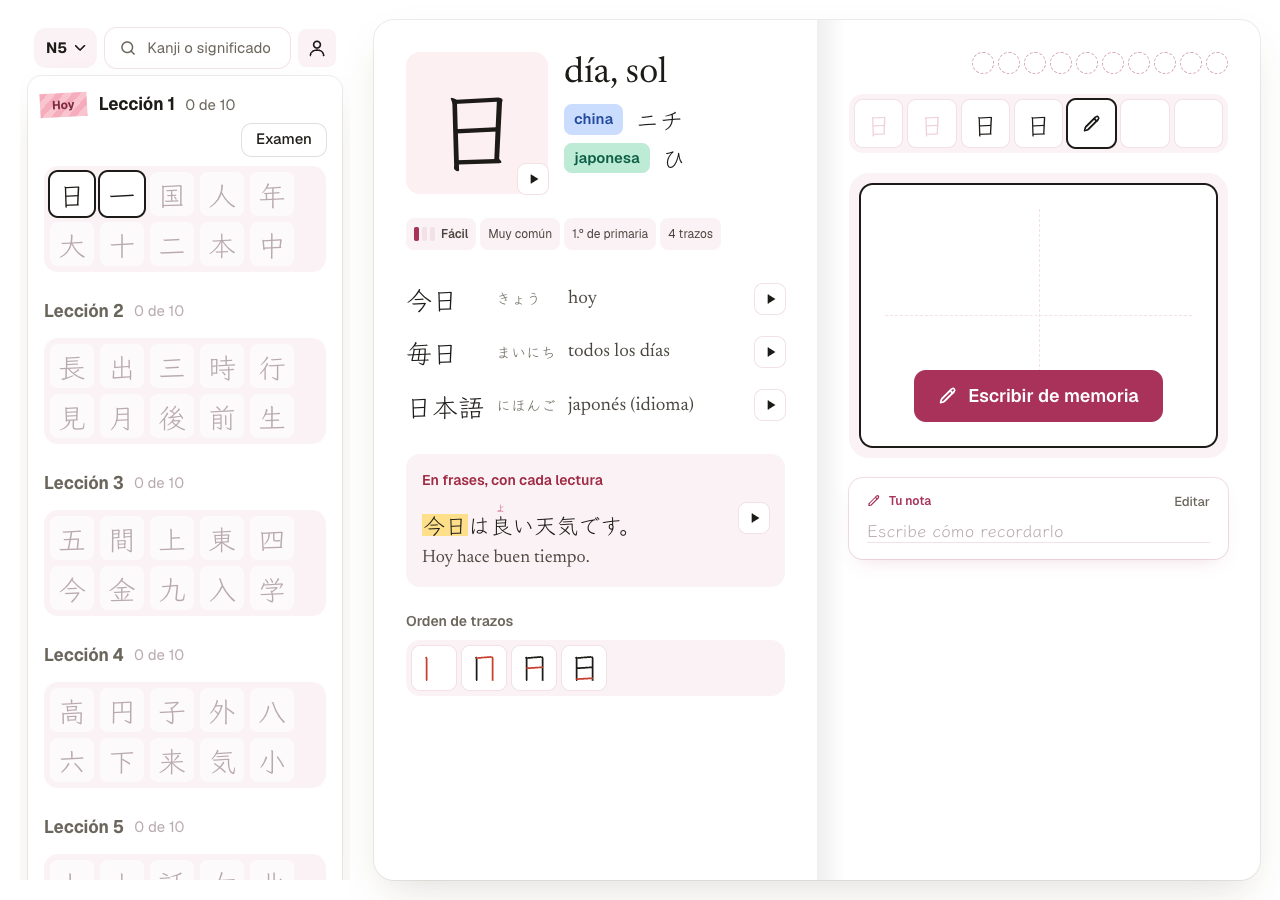 N5
Kanji o significado
Hoy
Lección 1 0 de 10
Examen
日 一 国 人 年
大 十 二 本 中
Lección 2 0 de 10
長 出 三 時 行
見 月 後 前 生
Lección 3 0 de 10
五 間 上 東 四
今 金 九 入 学
Lección 4 0 de 10
高 円 子 外 八
六 下 来 気 小
Lección 5 0 de 10
日
día, sol
china ニチ
japonesa ひ
Fácil Muy común 1.º de primaria 4 trazos
今日 きょう hoy
毎日 まいにち todos los días
日本語 にほんご japonés (idioma)
En frases, con cada lectura
よ
今日は良い天気です。
Hoy hace buen tiempo.
Orden de trazos
日
日 日 日 日
Escribir de memoria
Tu nota
Editar
Escribe cómo recordarlo